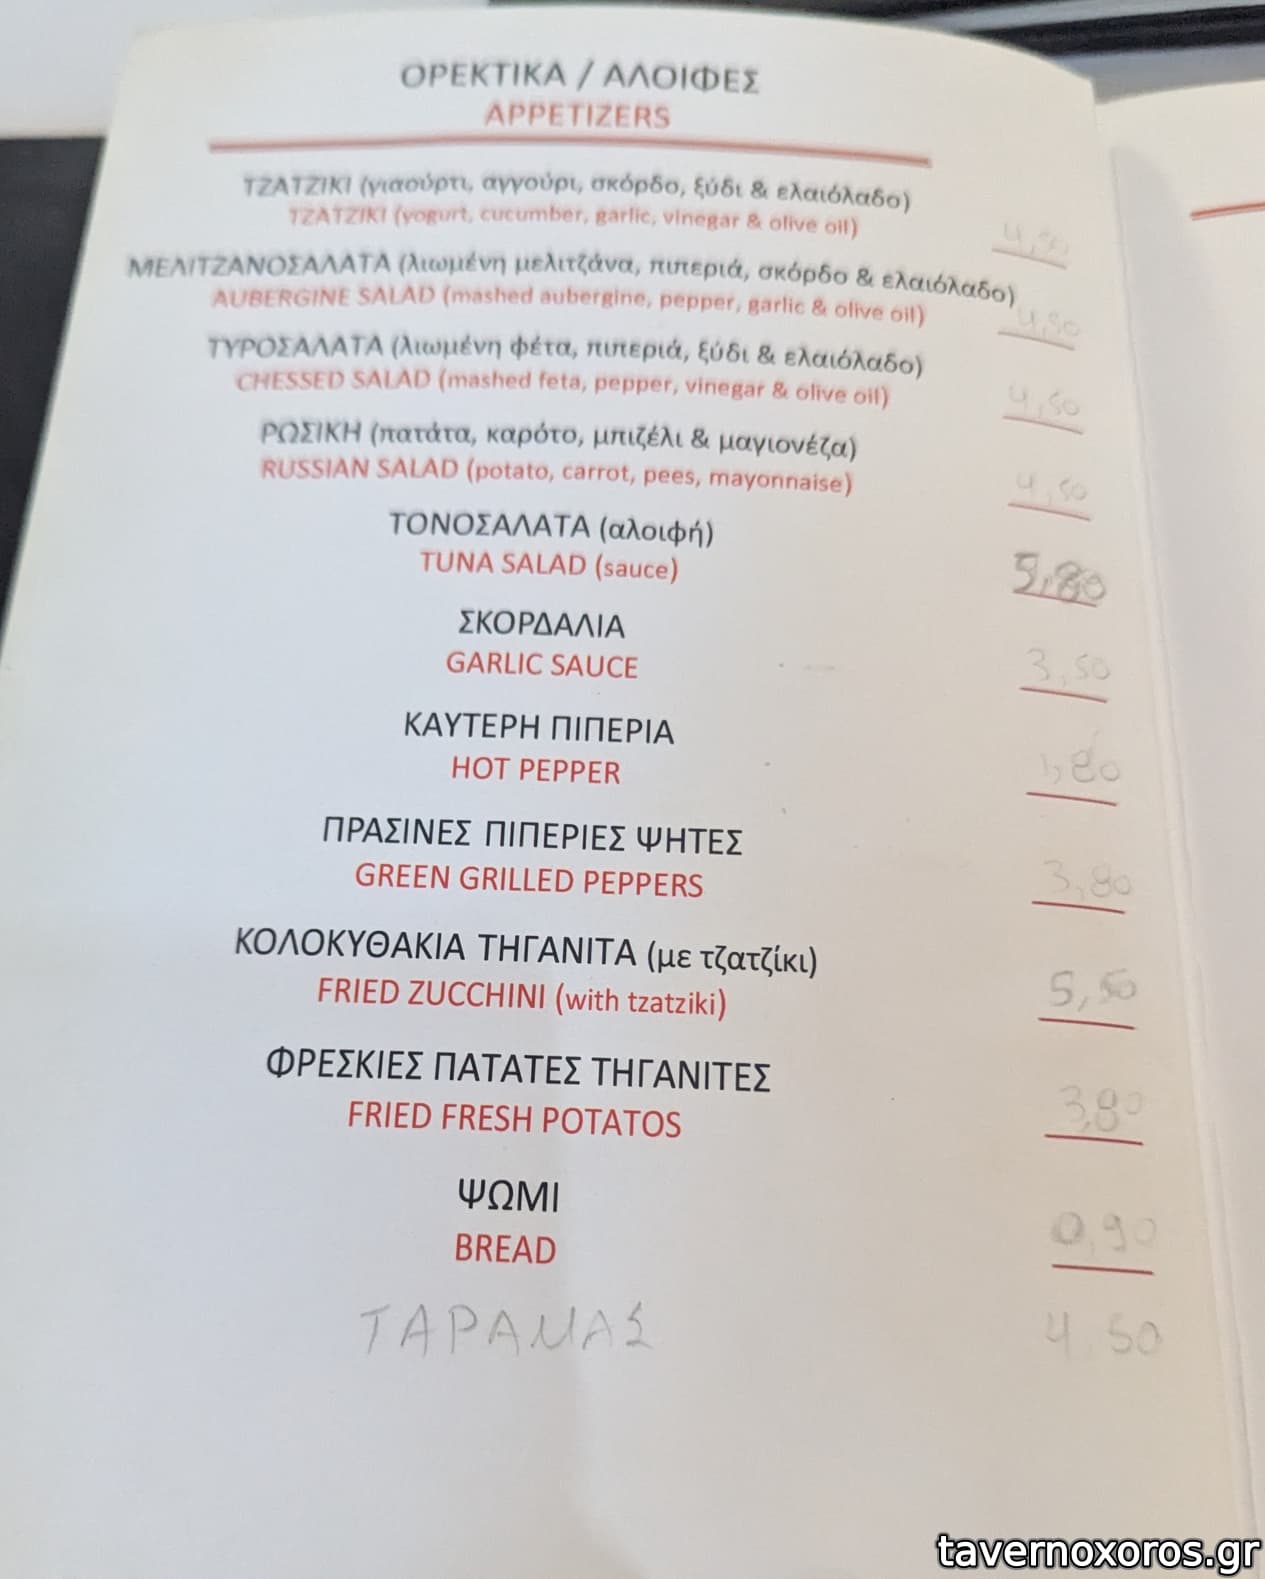 ΟΡΕΚΤΙΚΑ / ΑΛΟΙΦΕΣ
APPETIZERS
ΤΖΑΤΖΙΚΙ (γιαούρτι, αγγούρι, σκόρδο, ξύδι & ελαιόλαδο)
TZATZIKI (yogurt, cucumber, garlic, vinegar & olive oil)
ΜΕΛΙΤΖΑΝΟΣΑΛΑΤΑ (λιωμένη μελιτζάνα, πιπεριά, σκόρδο & ελαιόλαδο)
AUBERGINE SALAD (mashed aubergine, pepper, garlic & olive oil)
4,50
ΤΥΡΟΣΑΛΑΤΑ (λιωμένη φέτα, πιπεριά, ξύδι & ελαιόλαδο)
CHESSED SALAD (mashed feta, pepper, vinegar & olive oil)
4,50
ΡΩΣΙΚΗ (πατάτα, καρότο, μπιζέλι & μαγιονέζα)
RUSSIAN SALAD (potato, carrot, pees, mayonnaise)
4,50
ΤΟΝΟΣΑΛΑΤΑ (αλοιφή)
TUNA SALAD (sauce)
5,80
ΣΚΟΡΔΑΛΙΑ
GARLIC SAUCE
3,50
ΚΑΥΤΕΡΗ ΠΙΠΕΡΙΑ
HOT PEPPER
1,80
ΠΡΑΣΙΝΕΣ ΠΙΠΕΡΙΕΣ ΨΗΤΕΣ
GREEN GRILLED PEPPERS
3,80
ΚΟΛΟΚΥΘΑΚΙΑ ΤΗΓΑΝΙΤΑ (με τζατζίκι)
FRIED ZUCCHINI (with tzatziki)
5,50
ΦΡΕΣΚΙΕΣ ΠΑΤΑΤΕΣ ΤΗΓΑΝΙΤΕΣ
FRIED FRESH POTATOS
3,80
ΨΩΜΙ
BREAD
0,90
ΤΑΡΑΜΑΣ 4.50
tavernoxoros.gr